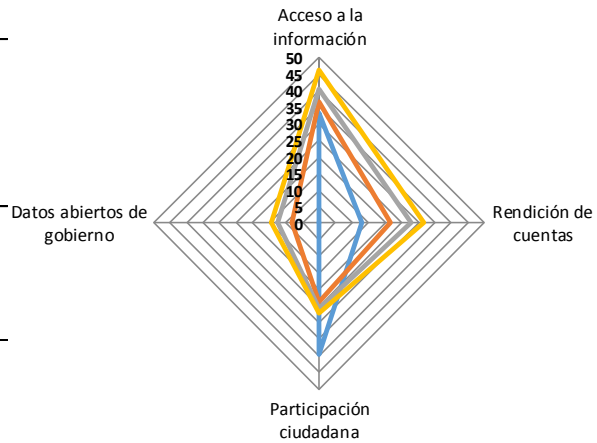 Acceso a la
información
50
45
40
35
30
25
20
15
10
5
0
Datos abiertos de
gobierno
Rendición de
cuentas
Participación
ciudadana